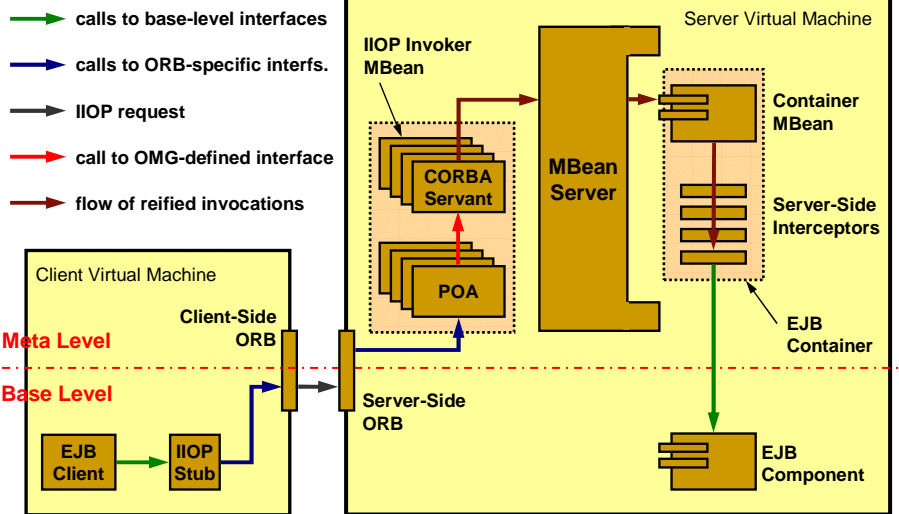 calls to base-level interfaces
calls to ORB-specific interfs.
IIOP request
call to OMG-defined interface
flow of reified invocations
Server Virtual Machine
IIOP Invoker
MBean
CORBA
Servant
POA
MBean
Server
Container
MBean
Server-Side
Interceptors
EJB
Container
Client Virtual Machine
Client-Side
ORB
Meta Level
Base Level
Server-Side
ORB
EJB
Client
IIOP
Stub
EJB
Component